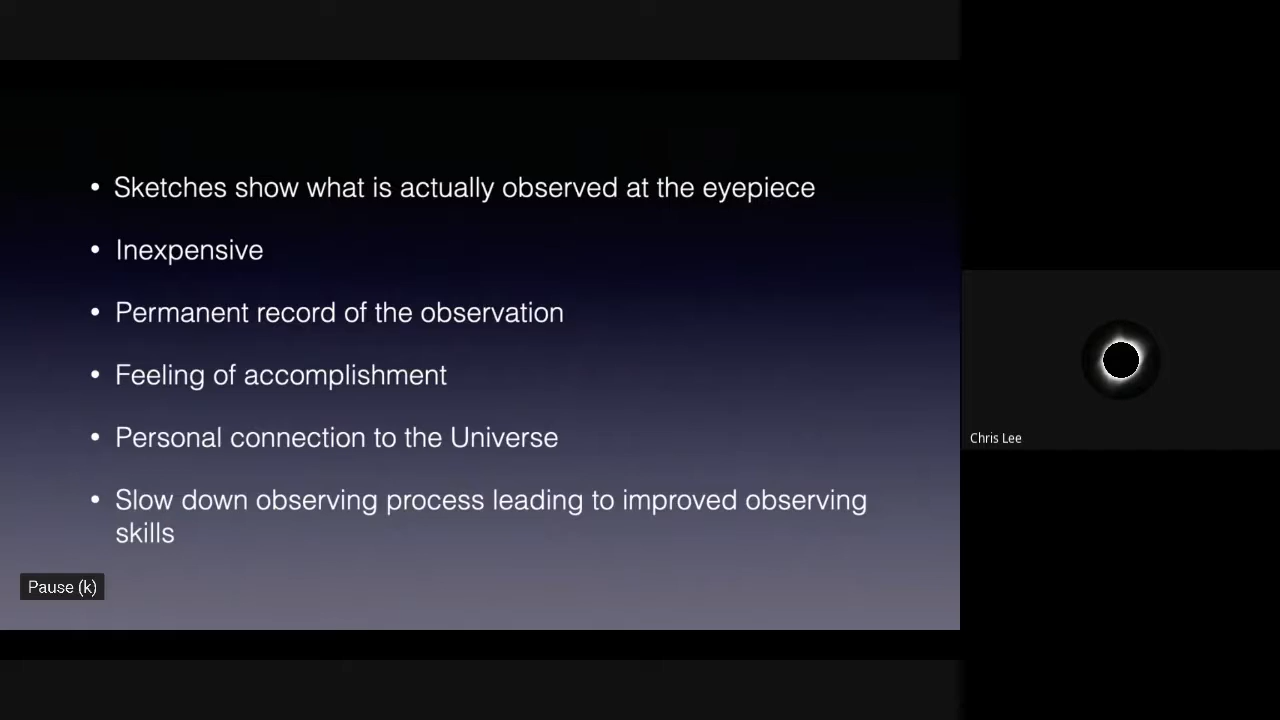 • Sketches show what is actually observed at the eyepiece
• Inexpensive
• Permanent record of the observation
• Feeling of accomplishment
• Personal connection to the Universe
• Slow down observing process leading to improved observing
skills
Pause (k)
Chris Lee